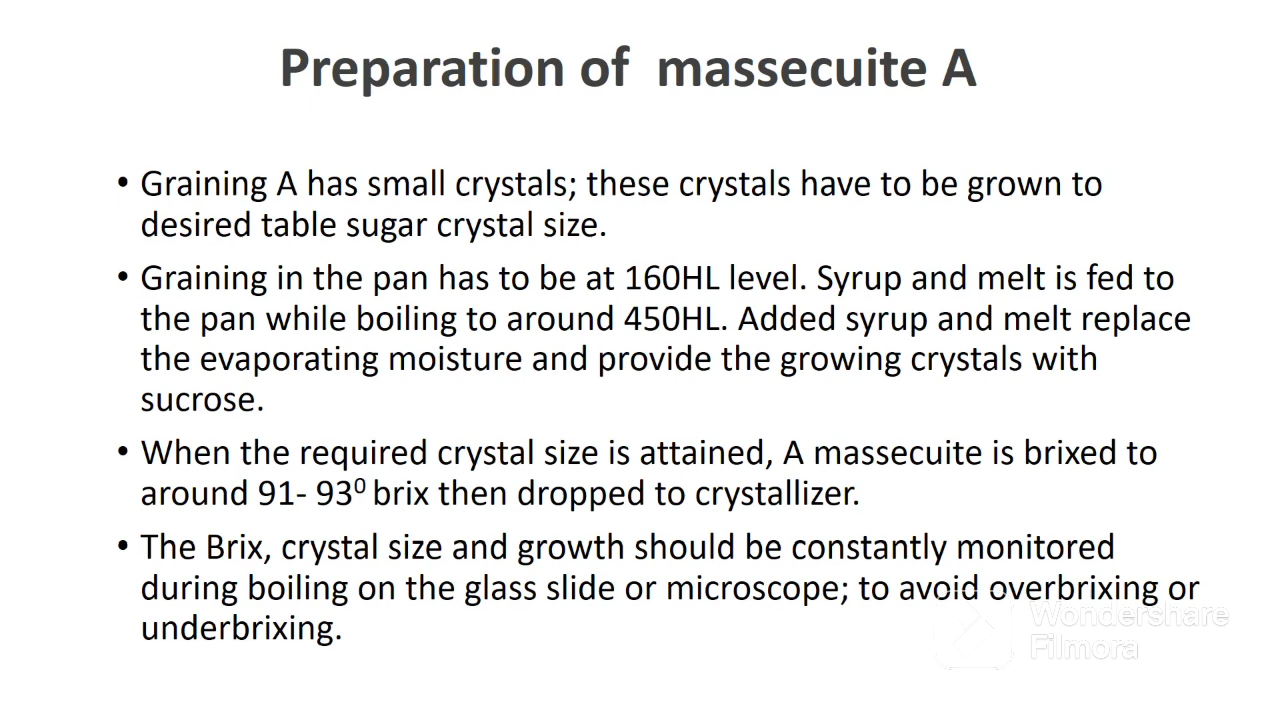 Preparation of massecuite A
• Graining A has small crystals; these crystals have to be grown to
desired table sugar crystal size.
• Graining in the pan has to be at 160HL level. Syrup and melt is fed to
the pan while boiling to around 450HL. Added syrup and melt replace
the evaporating moisture and provide the growing crystals with
sucrose.
• When the required crystal size is attained, A massecuite is brixed to
around 91- 93⁰ brix then dropped to crystallizer.
• The Brix, crystal size and growth should be constantly monitored
during boiling on the glass slide or microscope; to avoid overbrixing or
underbrixing.
Wondershare
Filmora